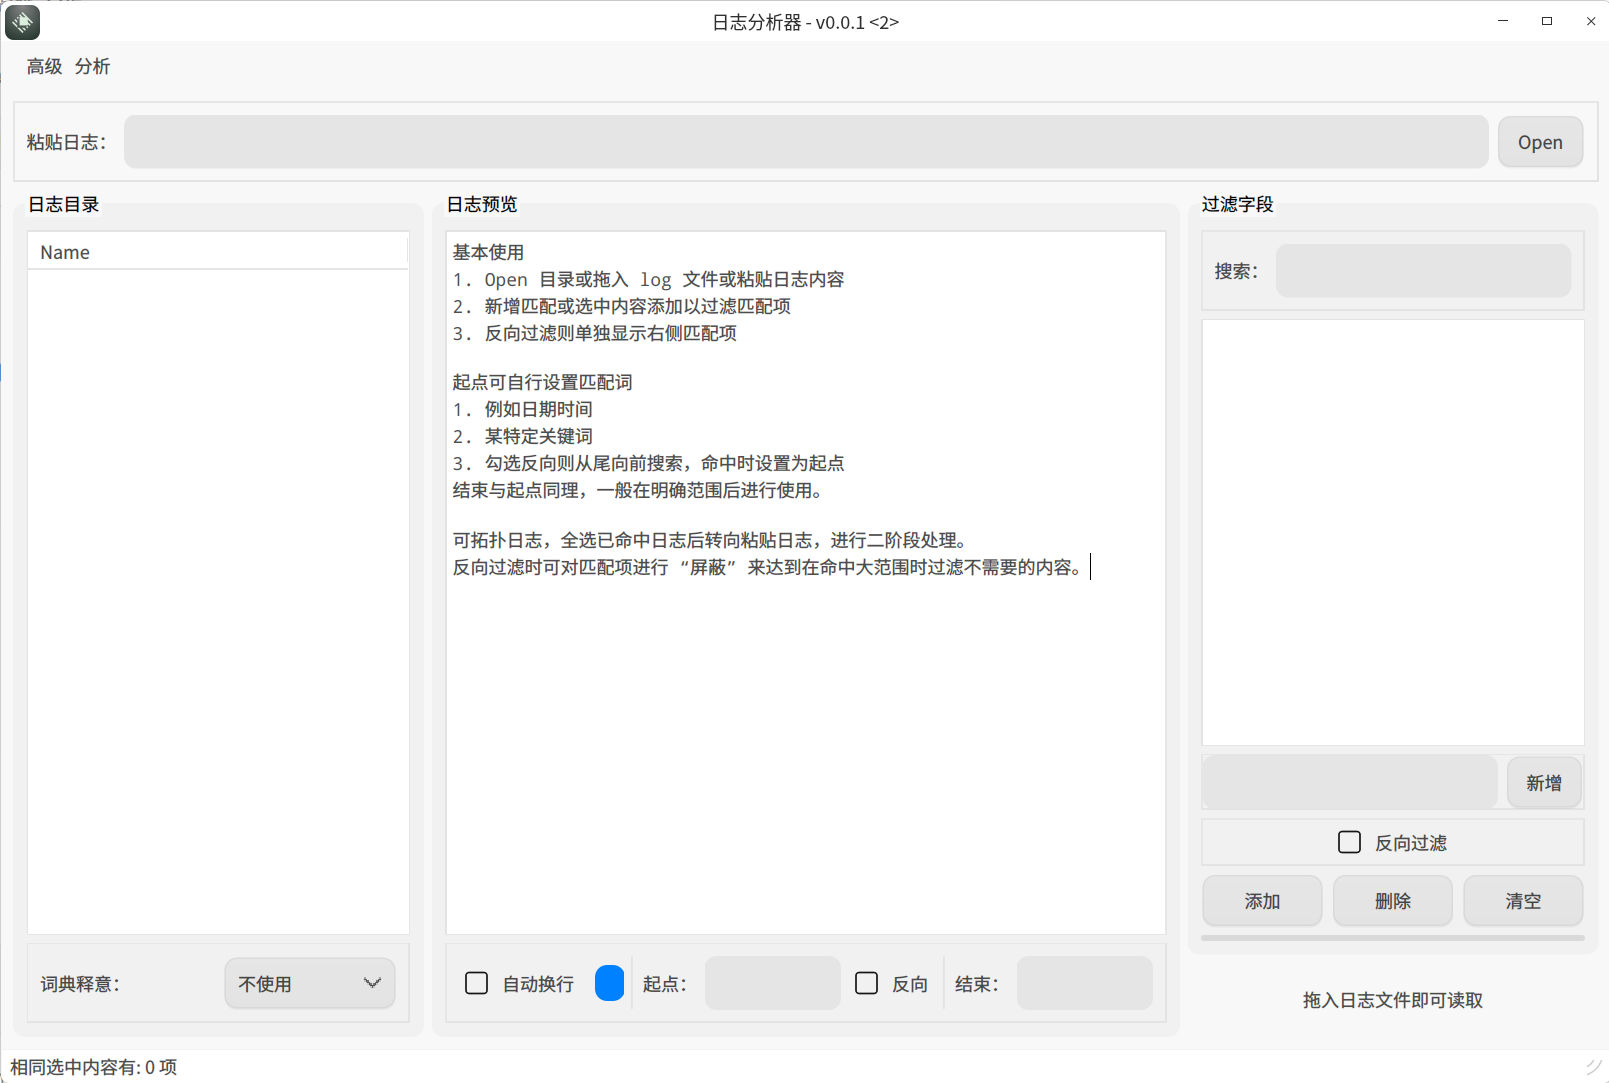 日志分析器 - v0.0.1 <2>
高级 分析
粘贴日志：
Open
日志目录
日志预览
过滤字段
Name
基本使用
1. Open 目录或拖入 log 文件或粘贴日志内容
2. 新增匹配或选中内容添加以过滤匹配项
3. 反向过滤则单独显示右侧匹配项
起点可自行设置匹配词
1. 例如日期时间
2. 某特定关键词
3. 勾选反向则从尾向前搜索，命中时设置为起点
结束与起点同理，一般在明确范围后进行使用。
可拓扑日志，全选已命中日志后转向粘贴日志，进行二阶段处理。
反向过滤时可对匹配项进行 “屏蔽” 来达到在命中大范围时过滤不需要的内容。
搜索：
新增
反向过滤
添加 删除 清空
词典释意：
不使用
自动换行
起点：
反向
结束：
拖入日志文件即可读取
相同选中内容有: 0 项